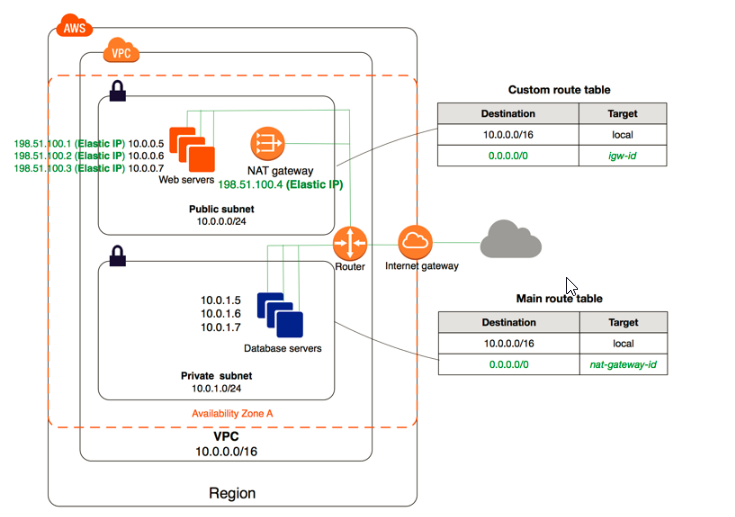 AWS
VPC
198.51.100.1 (Elastic IP) 10.0.0.5
198.51.100.2 (Elastic IP) 10.0.0.6
198.51.100.3 (Elastic IP) 10.0.0.7
Web servers
NAT gateway
198.51.100.4 (Elastic IP)
Public subnet
10.0.0.0/24
Router
Internet gateway
10.0.1.5
10.0.1.6
10.0.1.7
Database servers
Private subnet
10.0.1.0/24
Availability Zone A
VPC
10.0.0.0/16
Region
Custom route table
Destination Target
10.0.0.0/16 local
0.0.0.0/0 igw-id
Main route table
Destination Target
10.0.0.0/16 local
0.0.0.0/0 nat-gateway-id